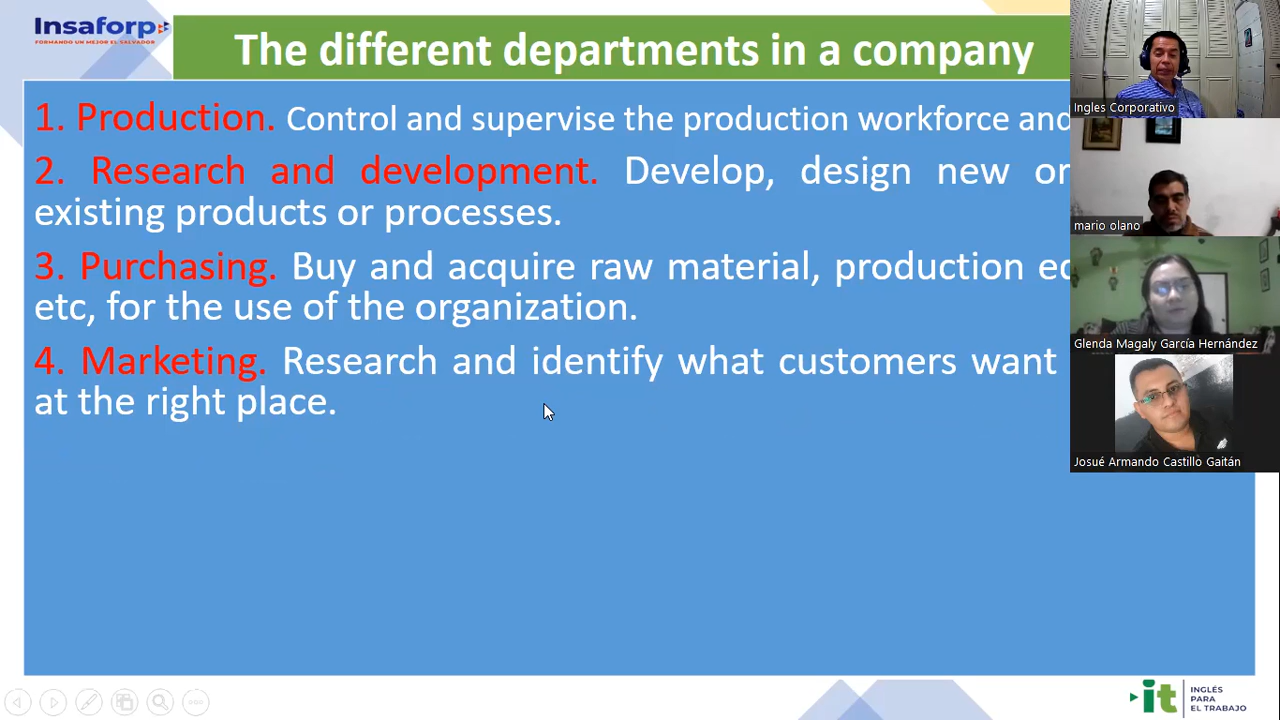 Insaforp
FORMANDO UN MEJOR EL SALVADOR
The different departments in a company
1. Production. Control and supervise the production workforce and
2. Research and development. Develop, design new or
existing products or processes.
3. Purchasing. Buy and acquire raw material, production
etc, for the use of the organization.
4. Marketing. Research and identify what customers want
at the right place.
Ingles Corporativo
mario olano
Glenda Magaly García Hernández
Josué Armando Castillo Gaitán
it
INGLÉS
PARA
EL TRABAJO